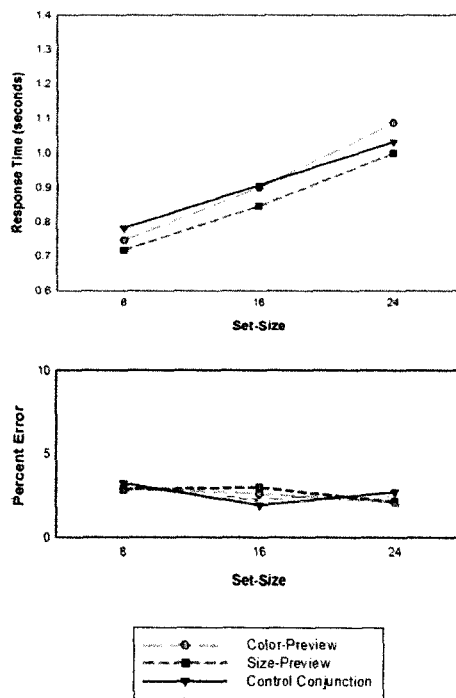 Response Time (seconds)
1.4
1.3
1.2
1.1
1.0
0.9
0.8
0.7
0.6
8
16
24
Set-Size
Percent Error
10
5
0
8
16
24
Set-Size
Color-Preview
Size-Preview
Control Conjunction